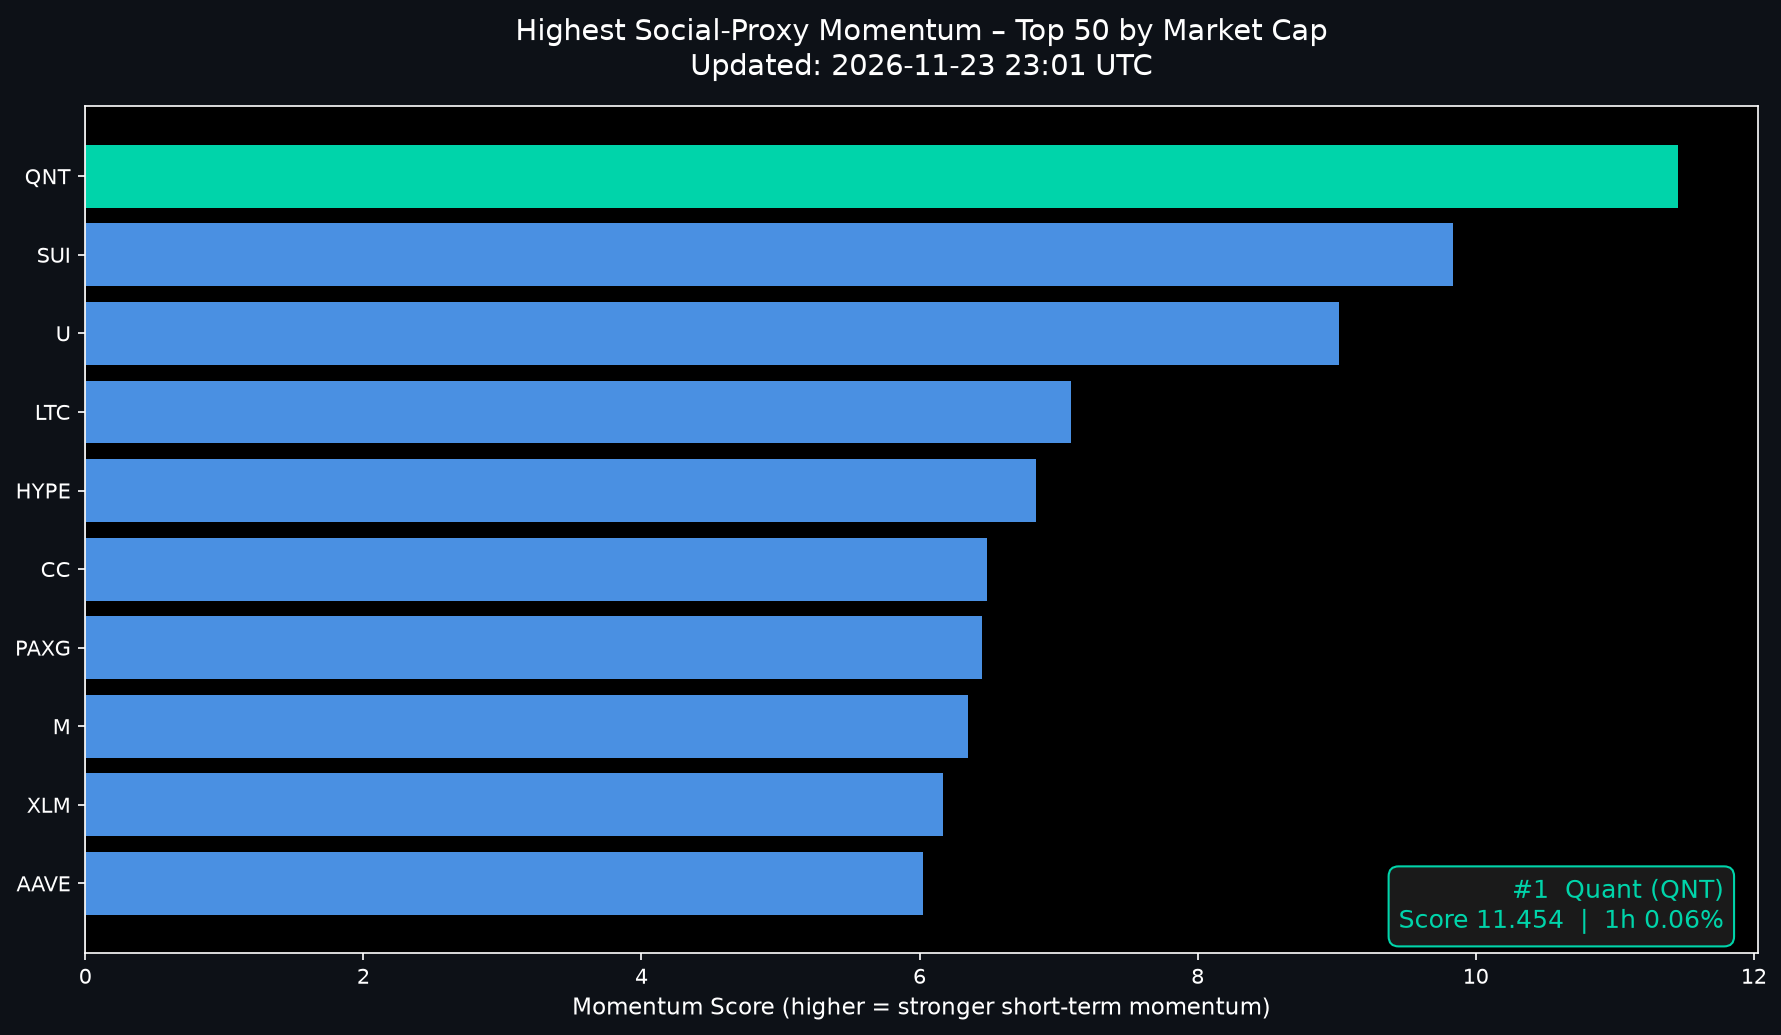 Highest Social-Proxy Momentum – Top 50 by Market Cap
Updated: 2026-11-23 23:01 UTC
QNT
SUI
U
LTC
HYPE
CC
PAXG
M
XLM
AAVE
#1  Quant (QNT)
Score 11.454  |  1h 0.06%
0 2 4 6 8 10 12
Momentum Score (higher = stronger short-term momentum)